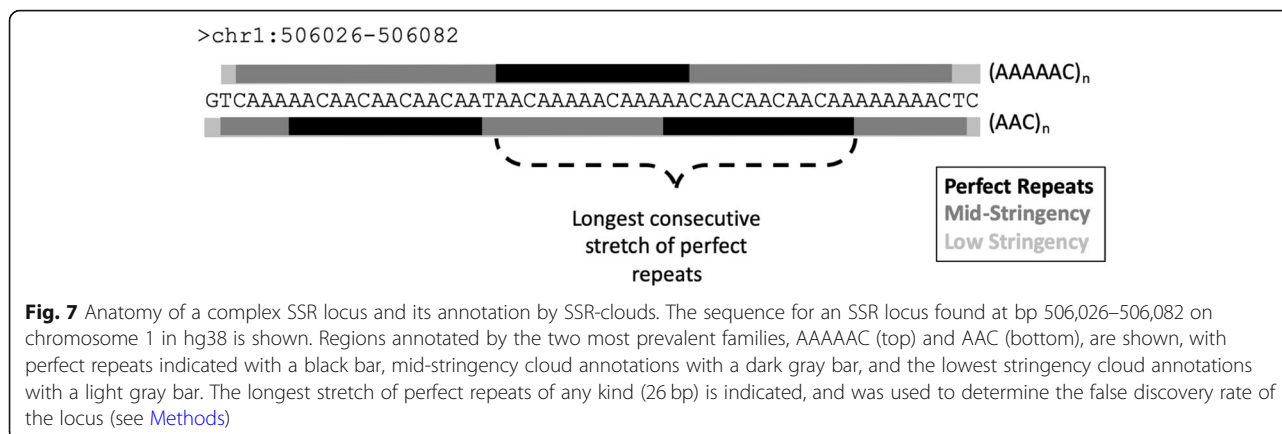 >chr1:506026-506082
(AAAAAC)n
GTCAAAAACAACAACAACAATAACAAAAACAAAAACAACAACAACAAAAAAAACTC
(AAC)n
Longest consecutive
stretch of perfect
repeats
Perfect Repeats
Mid-Stringency
Low Stringency
Fig. 7 Anatomy of a complex SSR locus and its annotation by SSR-clouds. The sequence for an SSR locus found at bp 506,026–506,082 on
chromosome 1 in hg38 is shown. Regions annotated by the two most prevalent families, AAAAAC (top) and AAC (bottom), are shown, with
perfect repeats indicated with a black bar, mid-stringency cloud annotations with a dark gray bar, and the lowest stringency cloud annotations
with a light gray bar. The longest stretch of perfect repeats of any kind (26 bp) is indicated, and was used to determine the false discovery rate of
the locus (see Methods)